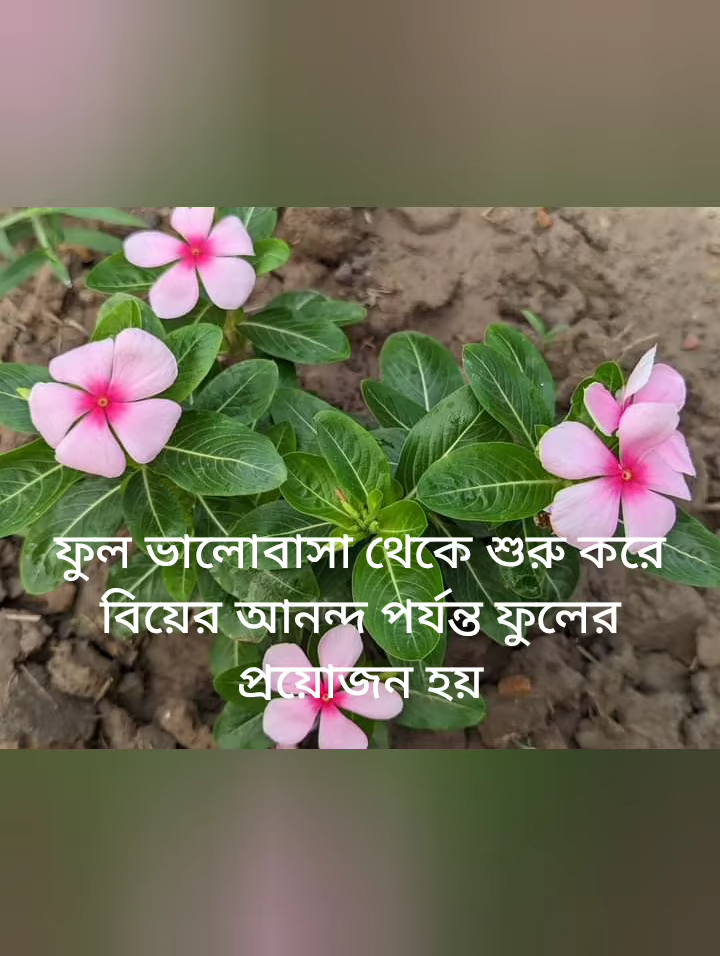 ফুল ভালোবাসা থেকে শুরু করে
বিয়ের আনন্দ পর্যন্ত ফুলের
প্রয়োজন হয়